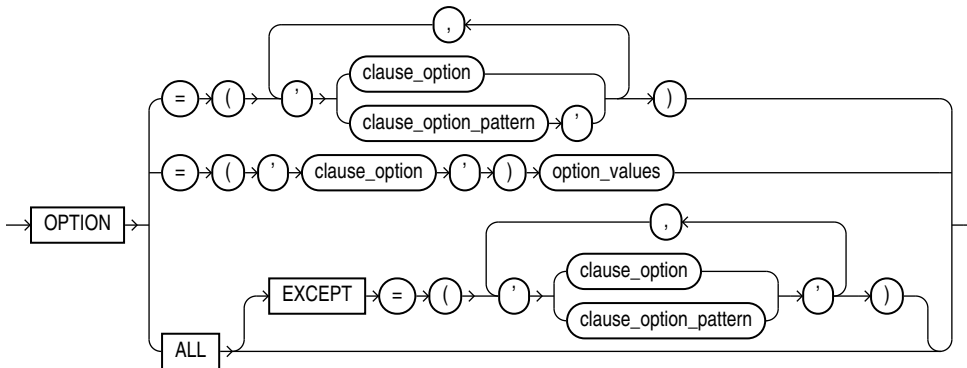 ,
clause_option
= ( ’ clause_option_pattern ’ )
= ( ’ clause_option ’ ) option_values
OPTION
,
clause_option
EXCEPT = ( ’ clause_option_pattern ’ )
ALL